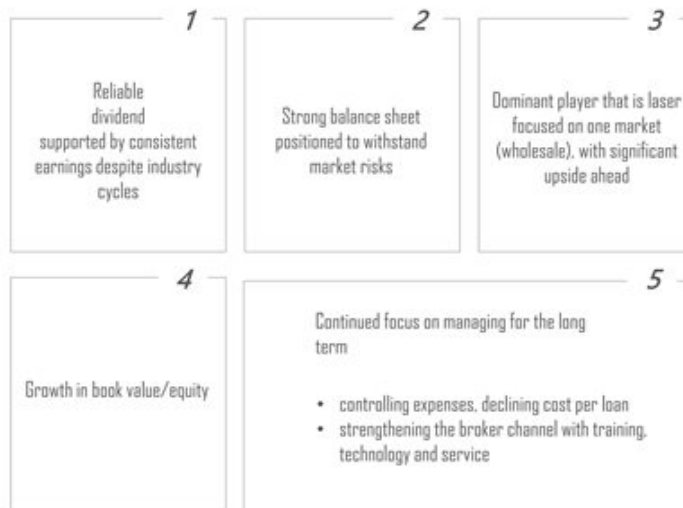 1
Reliable
dividend
supported by consistent
earnings despite industry
cycles
2
Strong balance sheet
positioned to withstand
market risks
3
Dominant player that is laser
focused on one market
(wholesale), with significant
upside ahead
4
Growth in book value/equity
5
Continued focus on managing for the long
term
• controlling expenses, declining cost per loan
• strengthening the broker channel with training,
technology and service